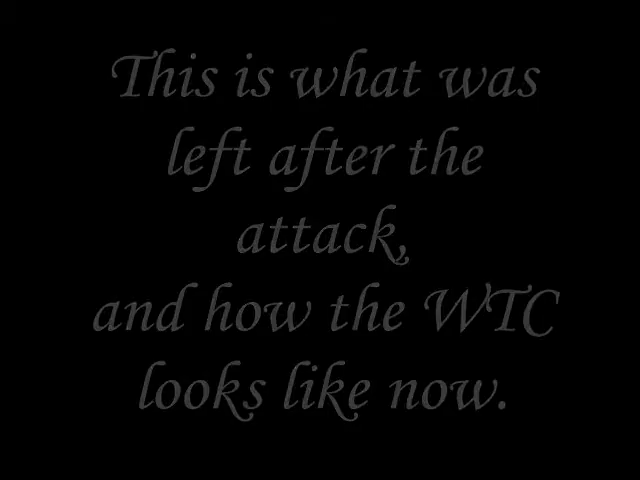 This is what was
left after the
attack,
and how the WTC
looks like now.